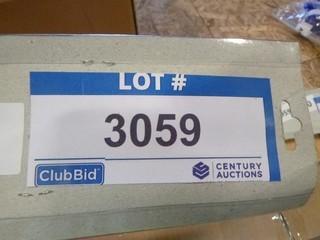 LOT #
3059
ClubBid
CENTURY
AUCTIONS